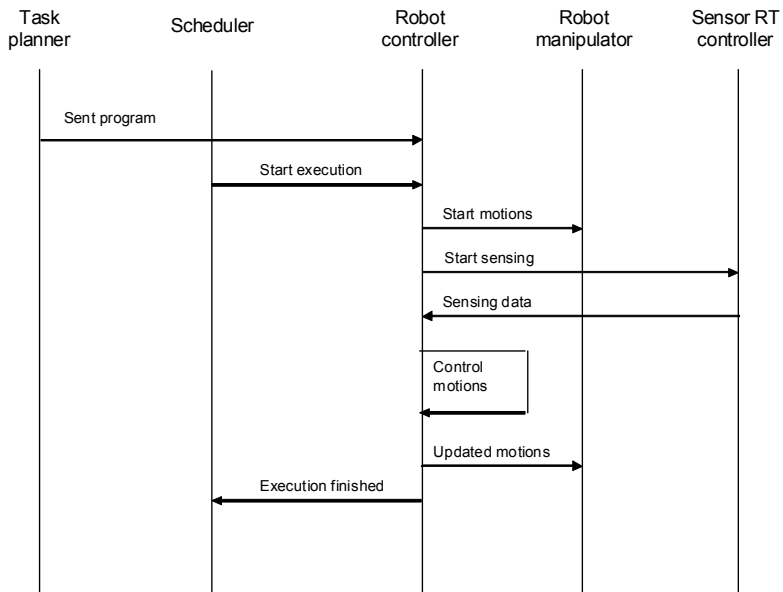 Task
planner
Scheduler
Robot
controller
Robot
manipulator
Sensor RT
controller
Sent program
Start execution
Start motions
Start sensing
Sensing data
Control
motions
Updated motions
Execution finished